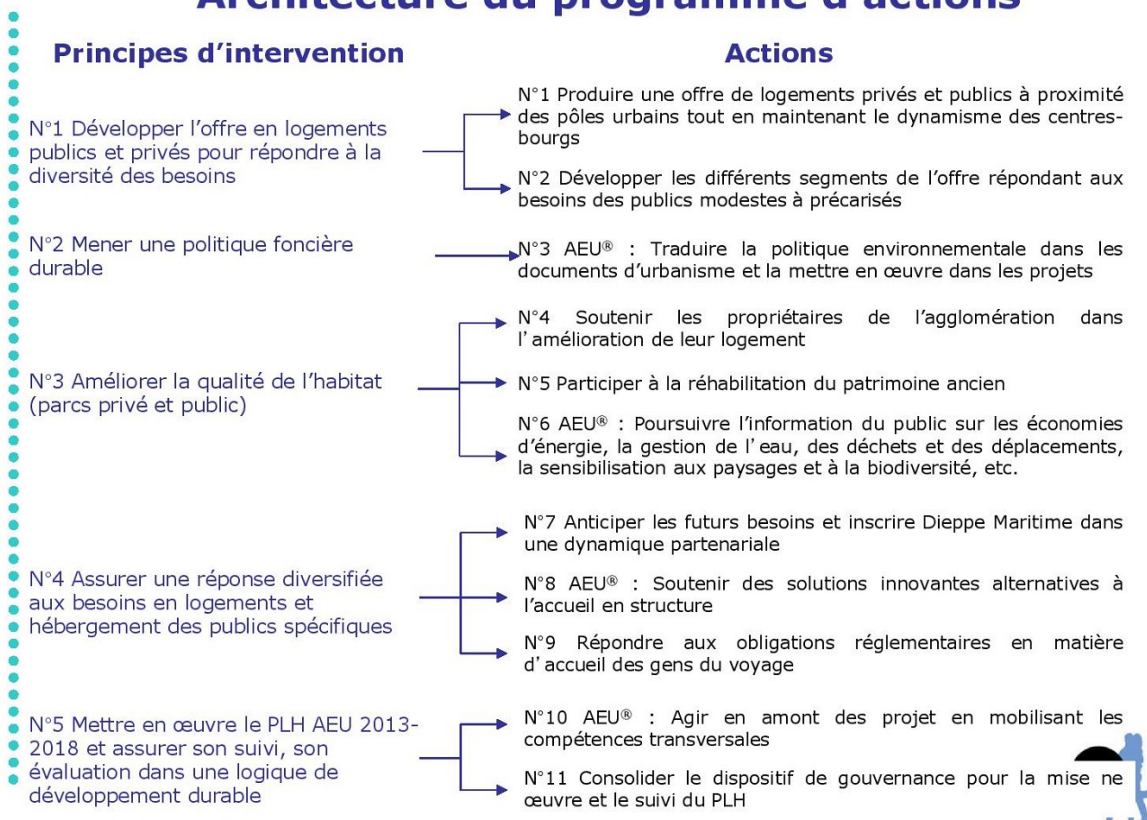 Architecture du programme d'actions
Principes d’intervention
Actions
N°1 Développer l’offre en logements
publics et privés pour répondre à la
diversité des besoins
N°1 Produire une offre de logements privés et publics à proximité
des pôles urbains tout en maintenant le dynamisme des centres-
bourgs
N°2 Développer les différents segments de l’offre répondant aux
besoins des publics modestes à précarisés
N°2 Mener une politique foncière
durable
N°3 AEU® : Traduire la politique environnementale dans les
documents d’urbanisme et la mettre en œuvre dans les projets
N°3 Améliorer la qualité de l’habitat
(parcs privé et public)
N°4 Soutenir les propriétaires de l’agglomération dans
l’amélioration de leur logement
N°5 Participer à la réhabilitation du patrimoine ancien
N°6 AEU® : Poursuivre l’information du public sur les économies
d’énergie, la gestion de l’eau, des déchets et des déplacements,
la sensibilisation aux paysages et à la biodiversité, etc.
N°4 Assurer une réponse diversifiée
aux besoins en logements et
hébergement des publics spécifiques
N°7 Anticiper les futurs besoins et inscrire Dieppe Maritime dans
une dynamique partenariale
N°8 AEU® : Soutenir des solutions innovantes alternatives à
l’accueil en structure
N°9 Répondre aux obligations réglementaires en matière
d’accueil des gens du voyage
N°5 Mettre en œuvre le PLH AEU 2013-
2018 et assurer son suivi, son
évaluation dans une logique de
développement durable
N°10 AEU® : Agir en amont des projet en mobilisant les
compétences transversales
N°11 Consolider le dispositif de gouvernance pour la mise ne
œuvre et le suivi du PLH